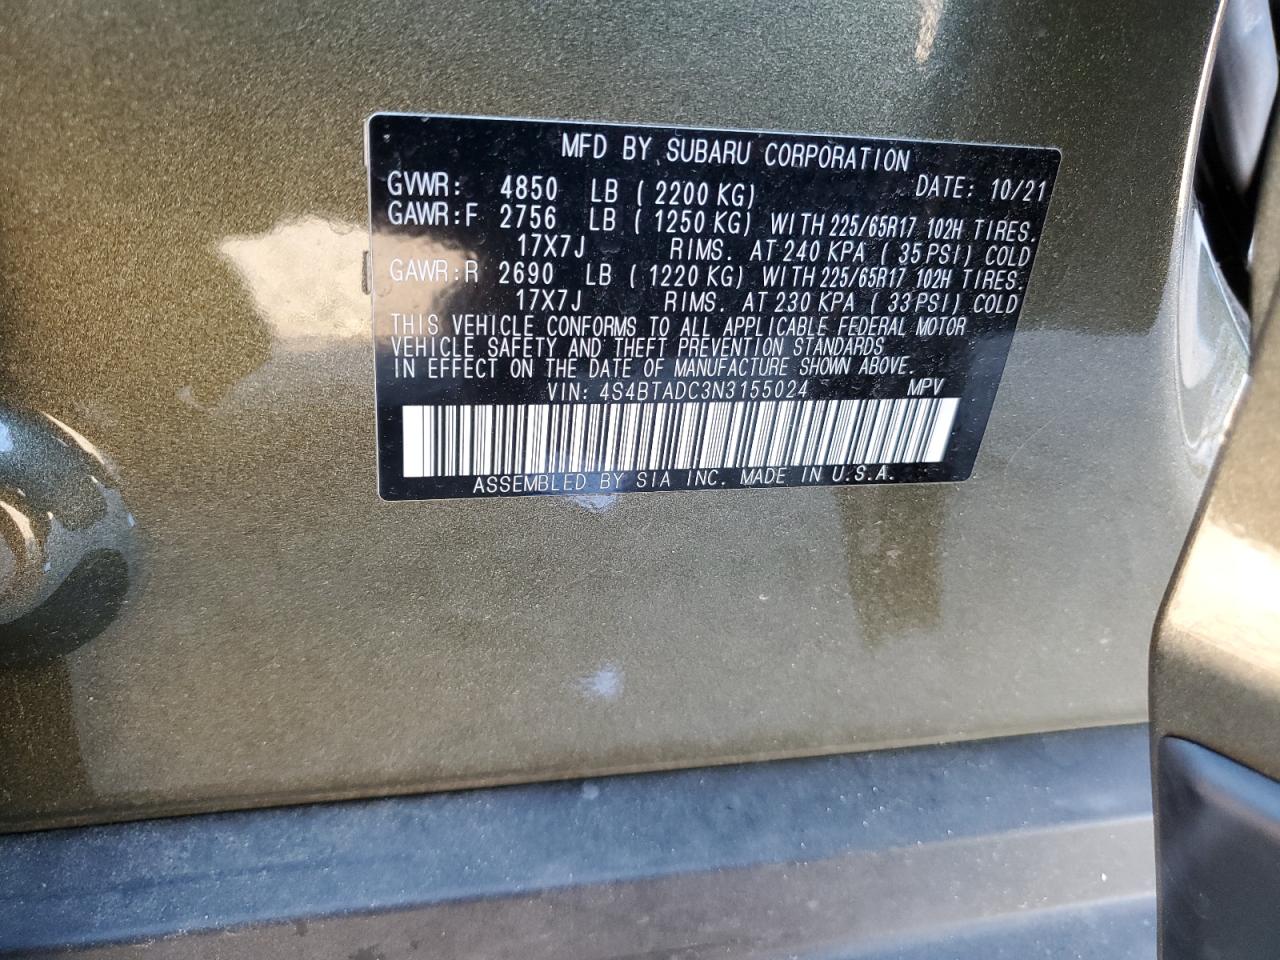 MFD BY SUBARU CORPORATION
GVWR: 4850 LB ( 2200 KG) DATE: 10/21
GAWR:F 2756 LB ( 1250 KG) WITH 225/65R17 102H TIRES.
17X7J RIMS. AT 240 KPA ( 35 PSI) COLD
GAWR:R 2690 LB ( 1220 KG) WITH 225/65R17 102H TIRES.
17X7J RIMS. AT 230 KPA ( 33 PSI) COLD
THIS VEHICLE CONFORMS TO ALL APPLICABLE FEDERAL MOTOR
VEHICLE SAFETY AND THEFT PREVENTION STANDARDS
IN EFFECT ON THE DATE OF MANUFACTURE SHOWN ABOVE.
VIN: 4S4BTADC3N3155024 MPV
ASSEMBLED BY SIA INC. MADE IN U.S.A.